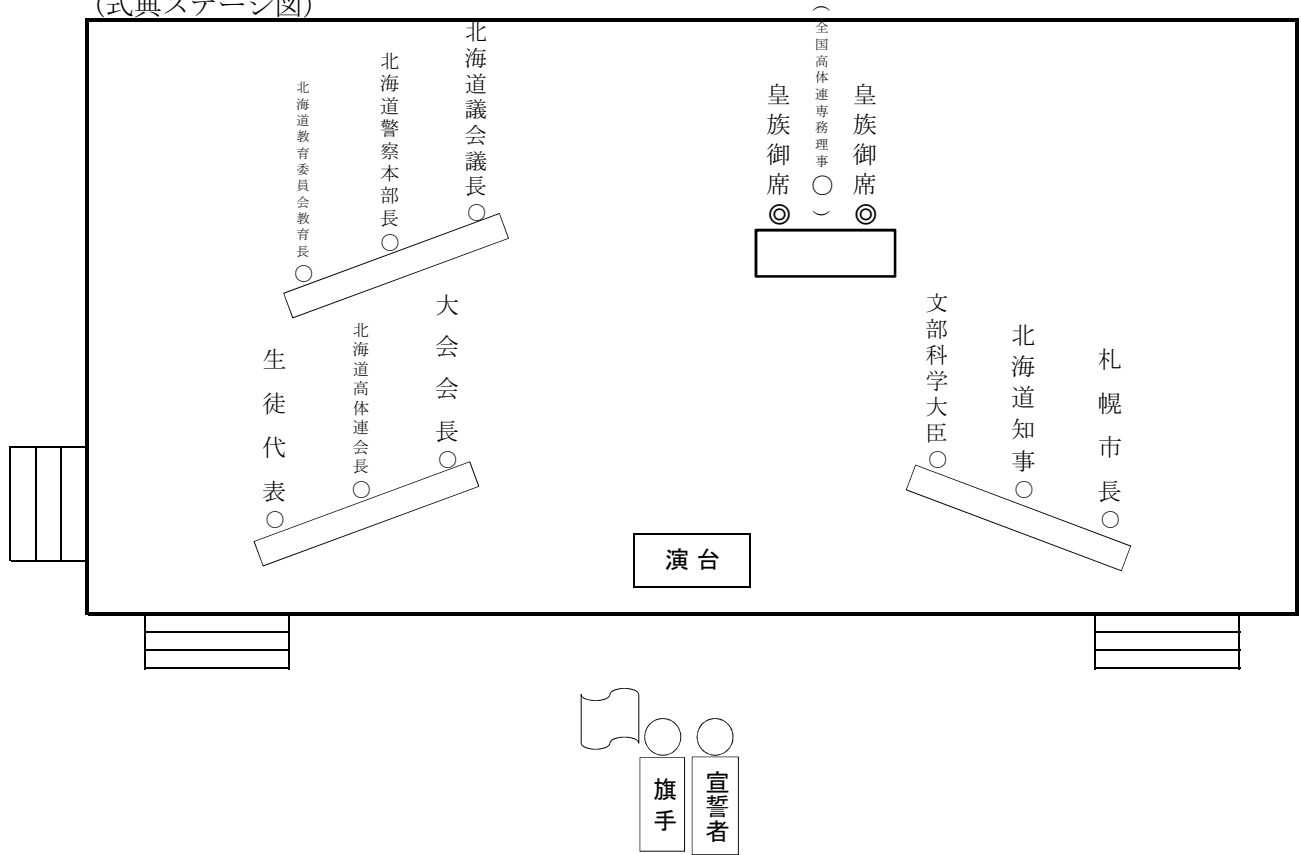 （式典ステージ図）
北海道議会議長
北海道警察本部長
北海道教育委員会教育長
皇族御席
（全国高体連専務理事○）
皇族御席
大会会長
北海道高体連会長
生徒代表
文部科学大臣
北海道知事
札幌市長
演台
旗手
宣誓者